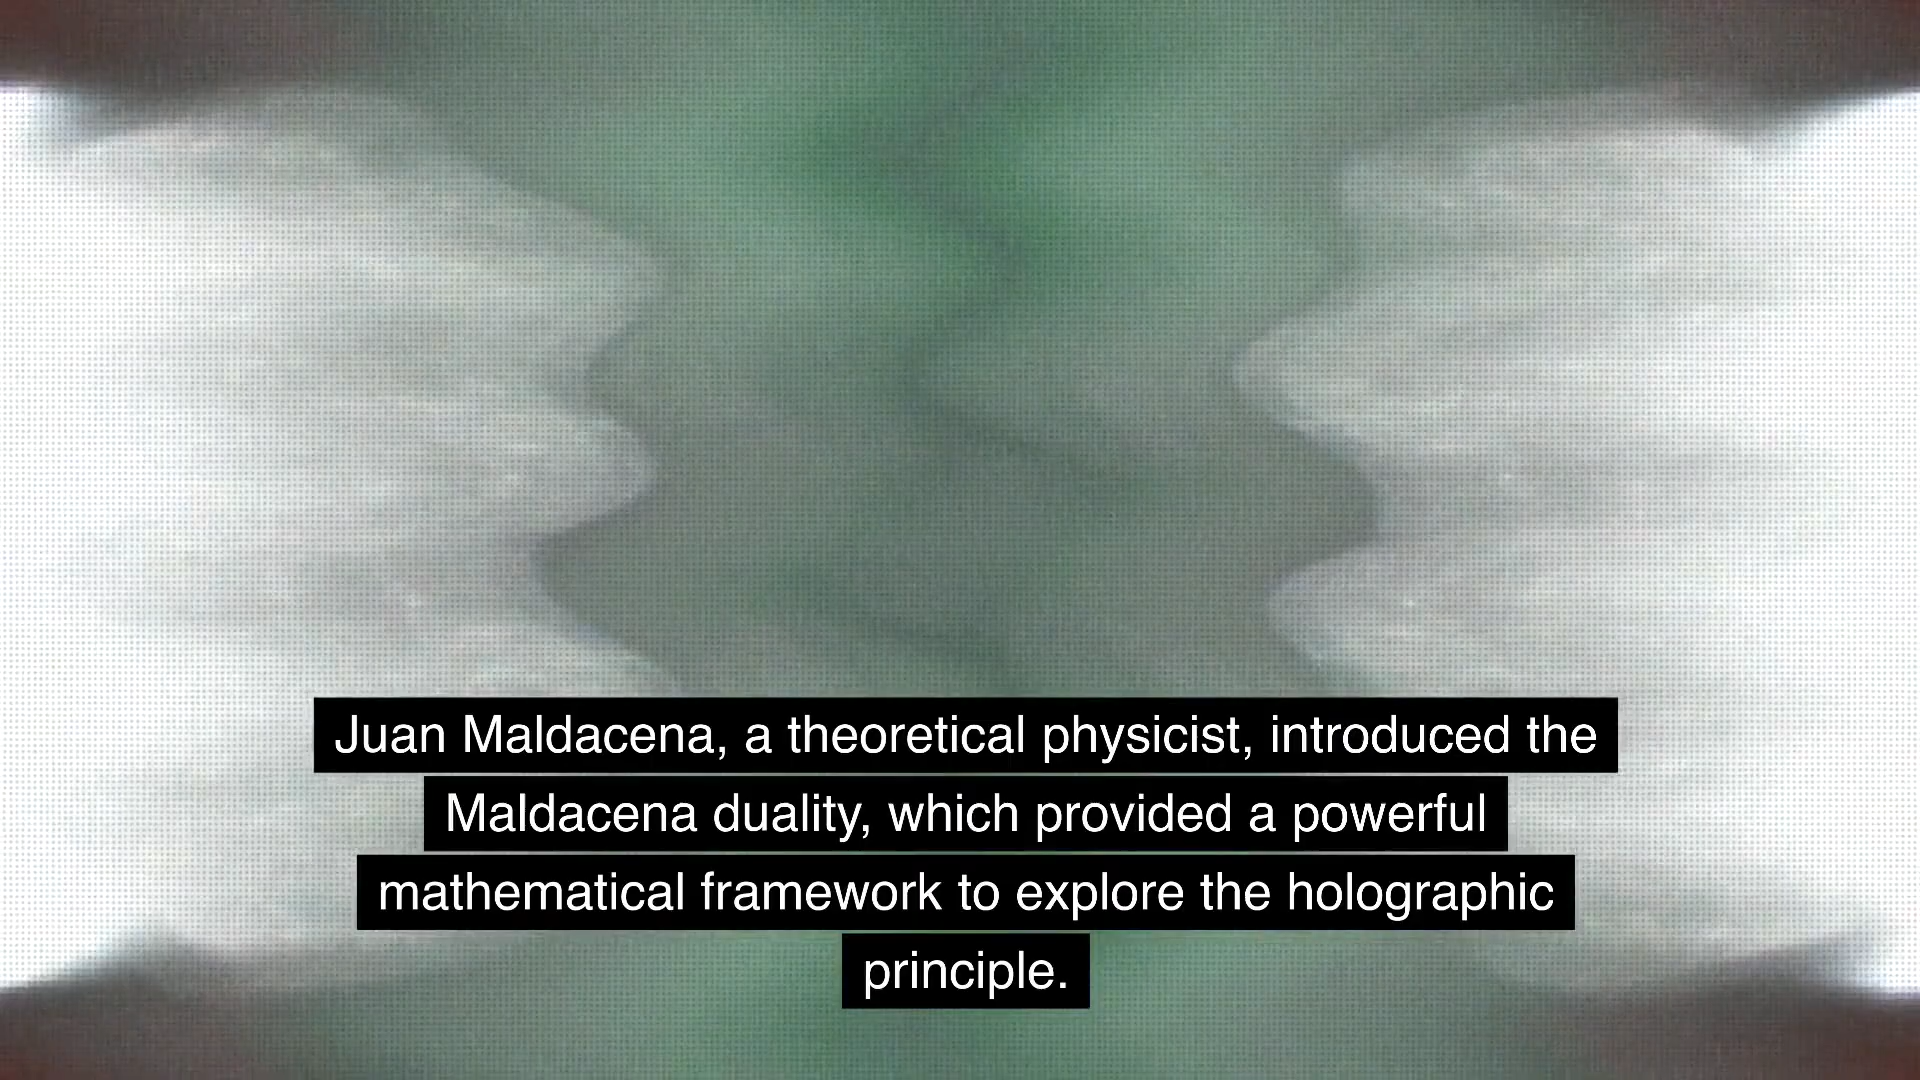 Juan Maldacena, a theoretical physicist, introduced the
Maldacena duality, which provided a powerful
mathematical framework to explore the holographic
principle.